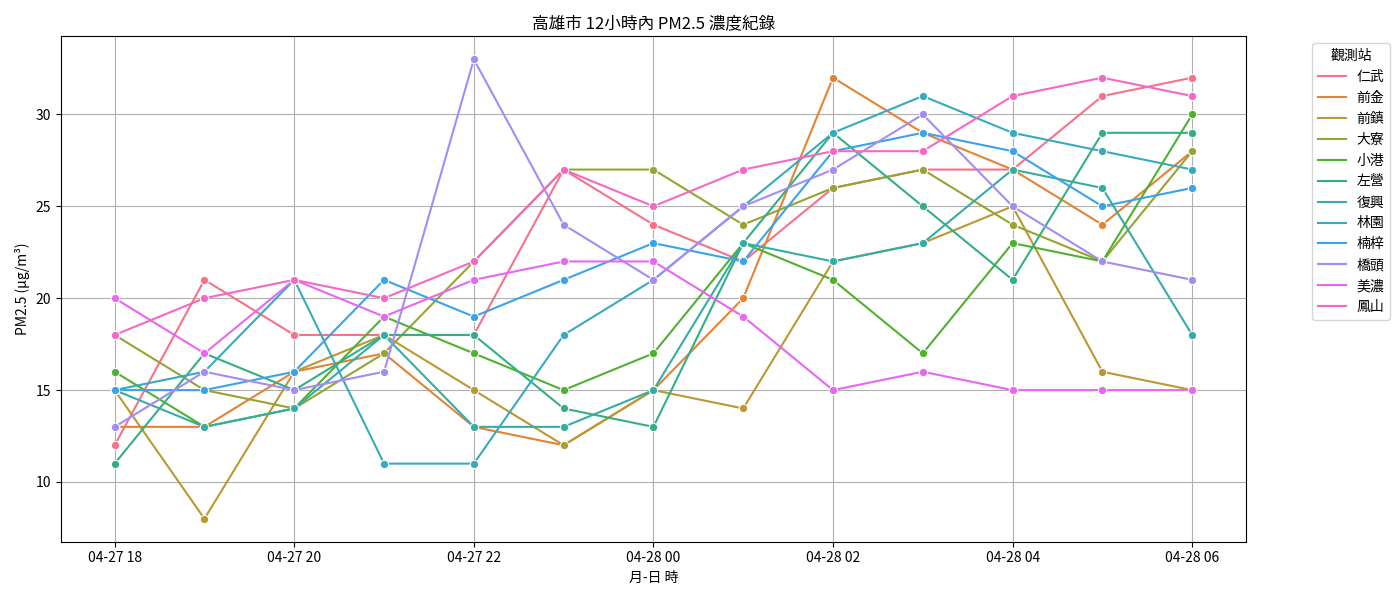 高雄市 12小時內 PM2.5 濃度紀錄
PM2.5 (μg/m³)
30
25
20
15
10
04-27 18
04-27 20
04-27 22
04-28 00
04-28 02
04-28 04
04-28 06
月-日 時
觀測站
仁武
前金
前鎮
大寮
小港
左營
復興
林園
楠梓
橋頭
美濃
鳳山